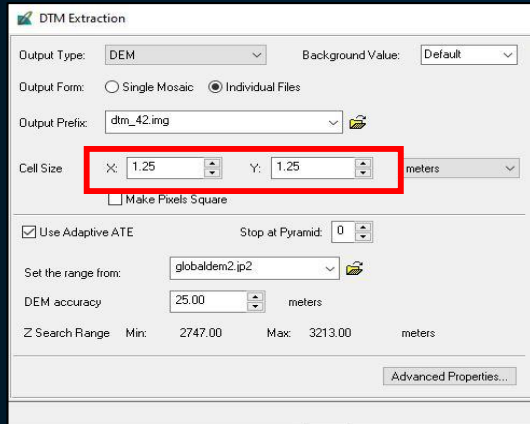 DTM Extraction
Output Type: DEM Background Value: Default
Output Form: Single Mosaic Individual Files
Output Prefix: dtm_42.img
Cell Size X: 1.25 Y: 1.25 meters
Make Pixels Square
Use Adaptive ATE Stop at Pyramid: 0
Set the range from: globaldem2.jp2
DEM accuracy 25.00 meters
Z Search Range Min: 2747.00 Max: 3213.00 meters
Advanced Properties...